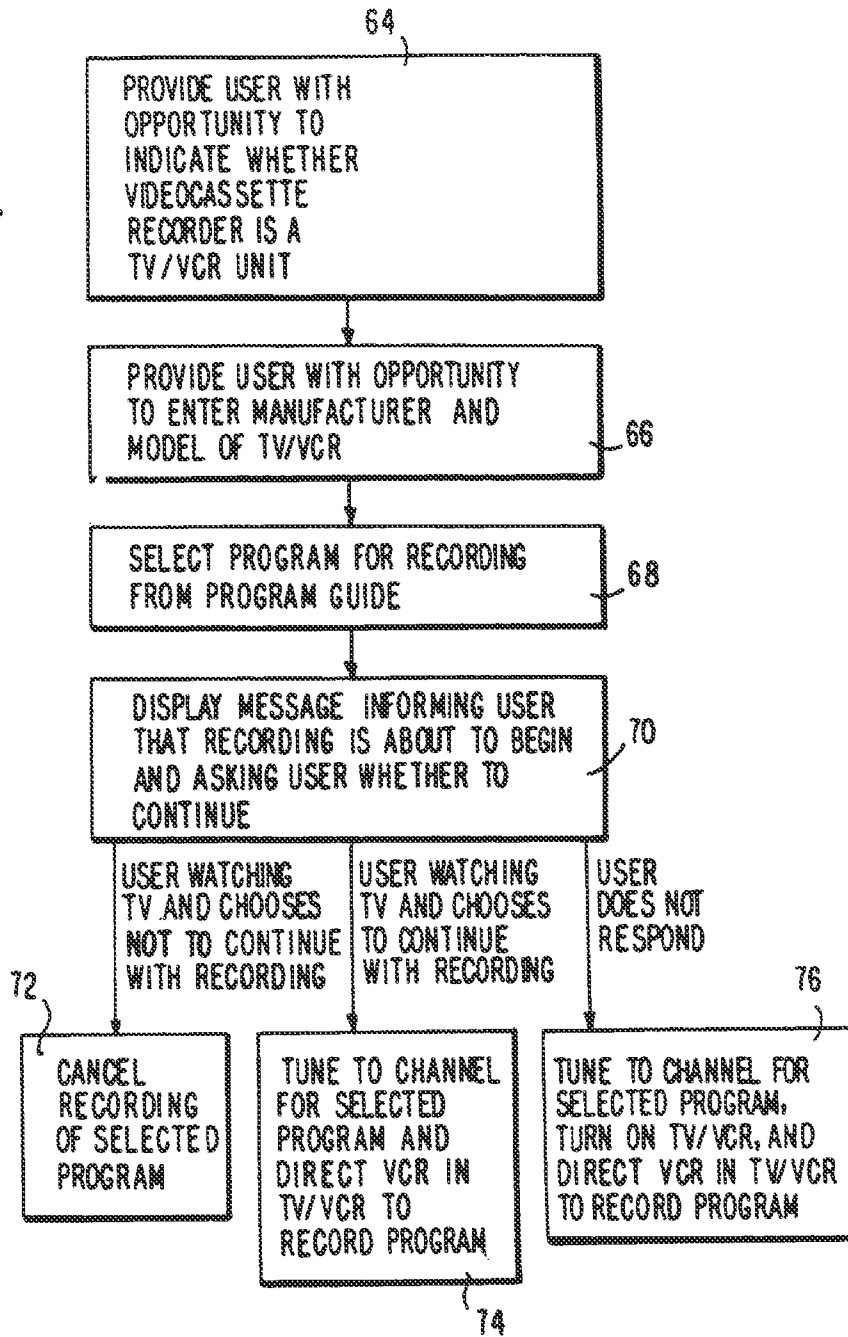 64
PROVIDE USER WITH
OPPORTUNITY TO
INDICATE WHETHER
VIDEOCASSETTE
RECORDER IS A
TV/VCR UNIT
PROVIDE USER WITH OPPORTUNITY
TO ENTER MANUFACTURER AND
MODEL OF TV/VCR
66
SELECT PROGRAM FOR RECORDING
FROM PROGRAM GUIDE
68
DISPLAY MESSAGE INFORMING USER
THAT RECORDING IS ABOUT TO BEGIN
AND ASKING USER WHETHER TO
CONTINUE
70
USER WATCHING
TV AND CHOOSES
NOT TO CONTINUE
WITH RECORDING
USER WATCHING
TV AND CHOOSES
TO CONTINUE
WITH RECORDING
USER
DOES NOT
RESPOND
72
CANCEL
RECORDING
OF SELECTED
PROGRAM
TUNE TO CHANNEL
FOR SELECTED
PROGRAM AND
DIRECT VCR IN
TV/VCR TO
RECORD PROGRAM
74
76
TUNE TO CHANNEL FOR
SELECTED PROGRAM,
TURN ON TV/VCR, AND
DIRECT VCR IN TV/VCR
TO RECORD PROGRAM